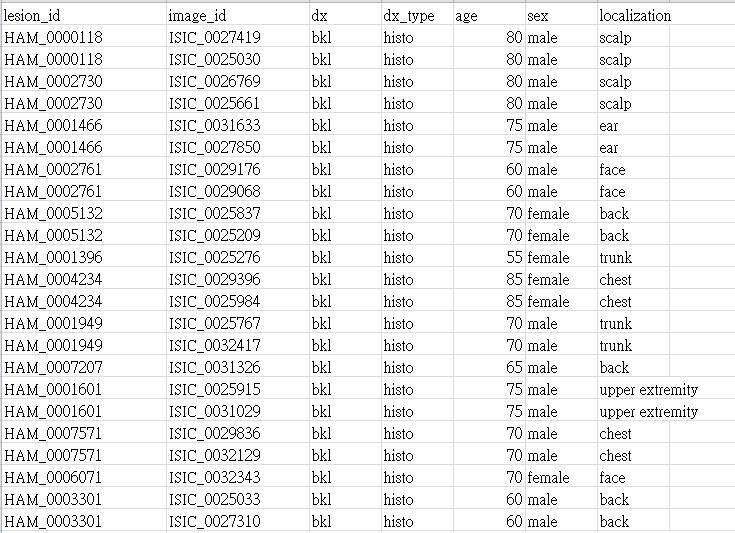 lesion_id image_id dx dx_type age sex localization
HAM_0000118 ISIC_0027419 bkl histo 80 male scalp
HAM_0000118 ISIC_0025030 bkl histo 80 male scalp
HAM_0002730 ISIC_0026769 bkl histo 80 male scalp
HAM_0002730 ISIC_0025661 bkl histo 80 male scalp
HAM_0001466 ISIC_0031633 bkl histo 75 male ear
HAM_0001466 ISIC_0027850 bkl histo 75 male ear
HAM_0002761 ISIC_0029176 bkl histo 60 male face
HAM_0002761 ISIC_0029068 bkl histo 60 male face
HAM_0005132 ISIC_0025837 bkl histo 70 female back
HAM_0005132 ISIC_0025209 bkl histo 70 female back
HAM_0001396 ISIC_0025276 bkl histo 55 female trunk
HAM_0004234 ISIC_0029396 bkl histo 85 female chest
HAM_0004234 ISIC_0025984 bkl histo 85 female chest
HAM_0001949 ISIC_0025767 bkl histo 70 male trunk
HAM_0001949 ISIC_0032417 bkl histo 70 male trunk
HAM_0007207 ISIC_0031326 bkl histo 65 male back
HAM_0001601 ISIC_0025915 bkl histo 75 male upper extremity
HAM_0001601 ISIC_0031029 bkl histo 75 male upper extremity
HAM_0007571 ISIC_0029836 bkl histo 70 male chest
HAM_0007571 ISIC_0032129 bkl histo 70 male chest
HAM_0006071 ISIC_0032343 bkl histo 70 female face
HAM_0003301 ISIC_0025033 bkl histo 60 male back
HAM_0003301 ISIC_0027310 bkl histo 60 male back